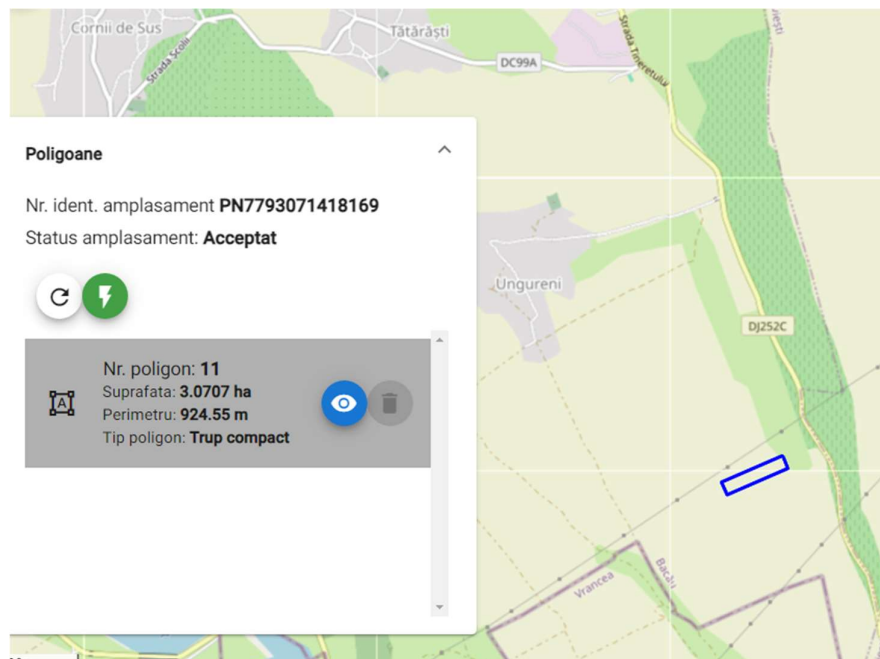 Cornii de Sus
Tătărăști
Strada Școlii
DC99A
Strada Tineretului
Poligoane
Nr. ident. amplasament PN7793071418169
Status amplasament: Acceptat
Ungureni
DJ252C
Nr. poligon: 11
Suprafata: 3.0707 ha
Perimetru: 924.55 m
Tip poligon: Trup compact
A
Vrancea
Bacău